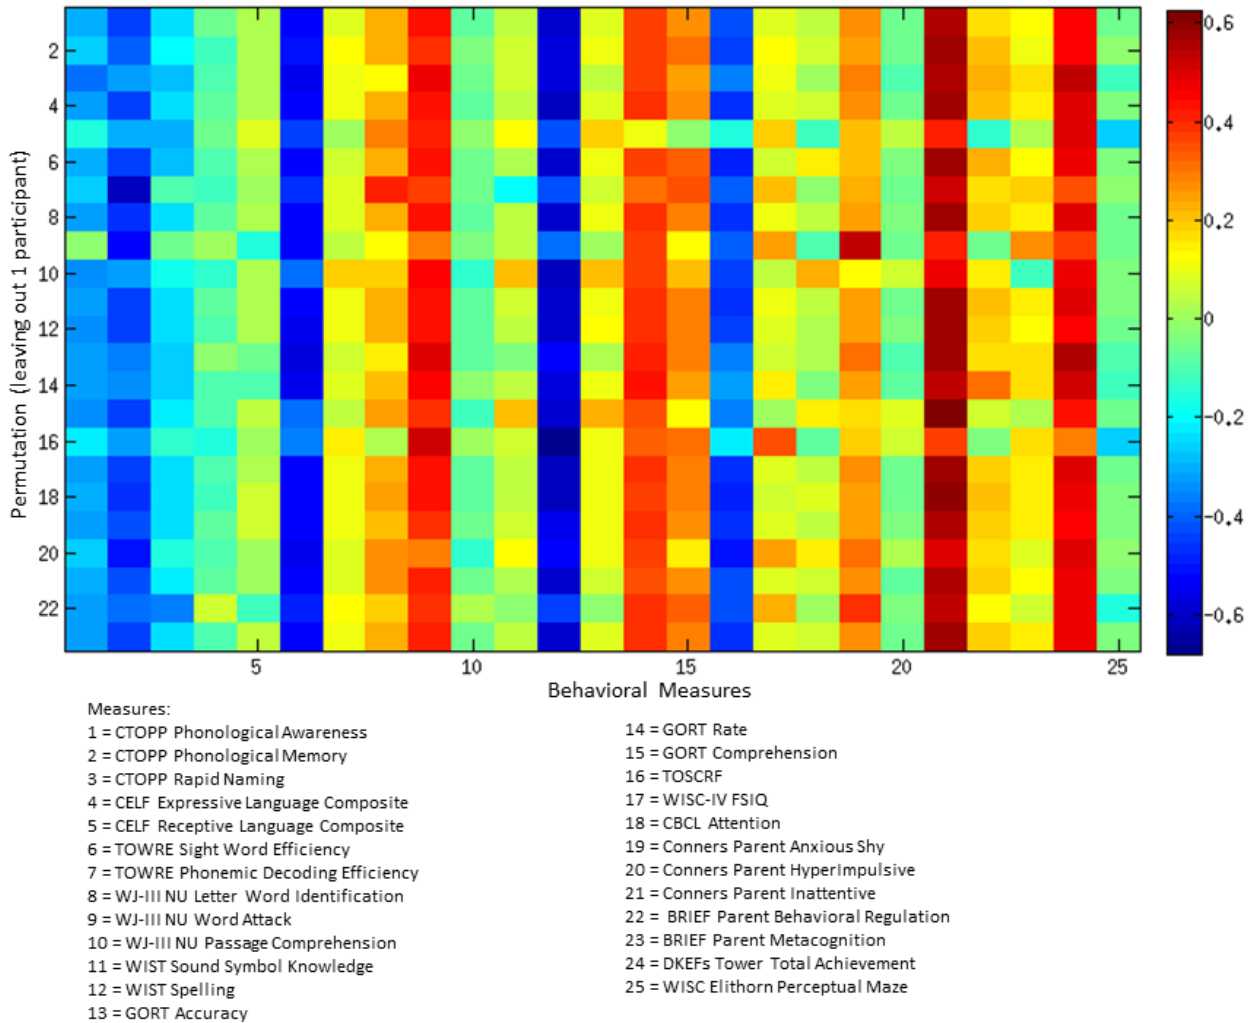 2
4
6
8
10
12
14
16
18
20
22
Permutation (leaving out 1 participant)
5
10
15
20
25
Behavioral Measures
0.6
0.4
0.2
0
−0.2
−0.4
−0.6
Measures:
1 = CTOPP Phonological Awareness
2 = CTOPP Phonological Memory
3 = CTOPP Rapid Naming
4 = CELF Expressive Language Composite
5 = CELF Receptive Language Composite
6 = TOWRE Sight Word Efficiency
7 = TOWRE Phonemic Decoding Efficiency
8 = WJ-III NU Letter Word Identification
9 = WJ-III NU Word Attack
10 = WJ-III NU Passage Comprehension
11 = WIST Sound Symbol Knowledge
12 = WIST Spelling
13 = GORT Accuracy
14 = GORT Rate
15 = GORT Comprehension
16 = TOSCRF
17 = WISC-IV FSIQ
18 = CBCL Attention
19 = Conners Parent Anxious Shy
20 = Conners Parent HyperImpulsive
21 = Conners Parent Inattentive
22 = BRIEF Parent Behavioral Regulation
23 = BRIEF Parent Metacognition
24 = DKEFs Tower Total Achievement
25 = WISC Elithorn Perceptual Maze